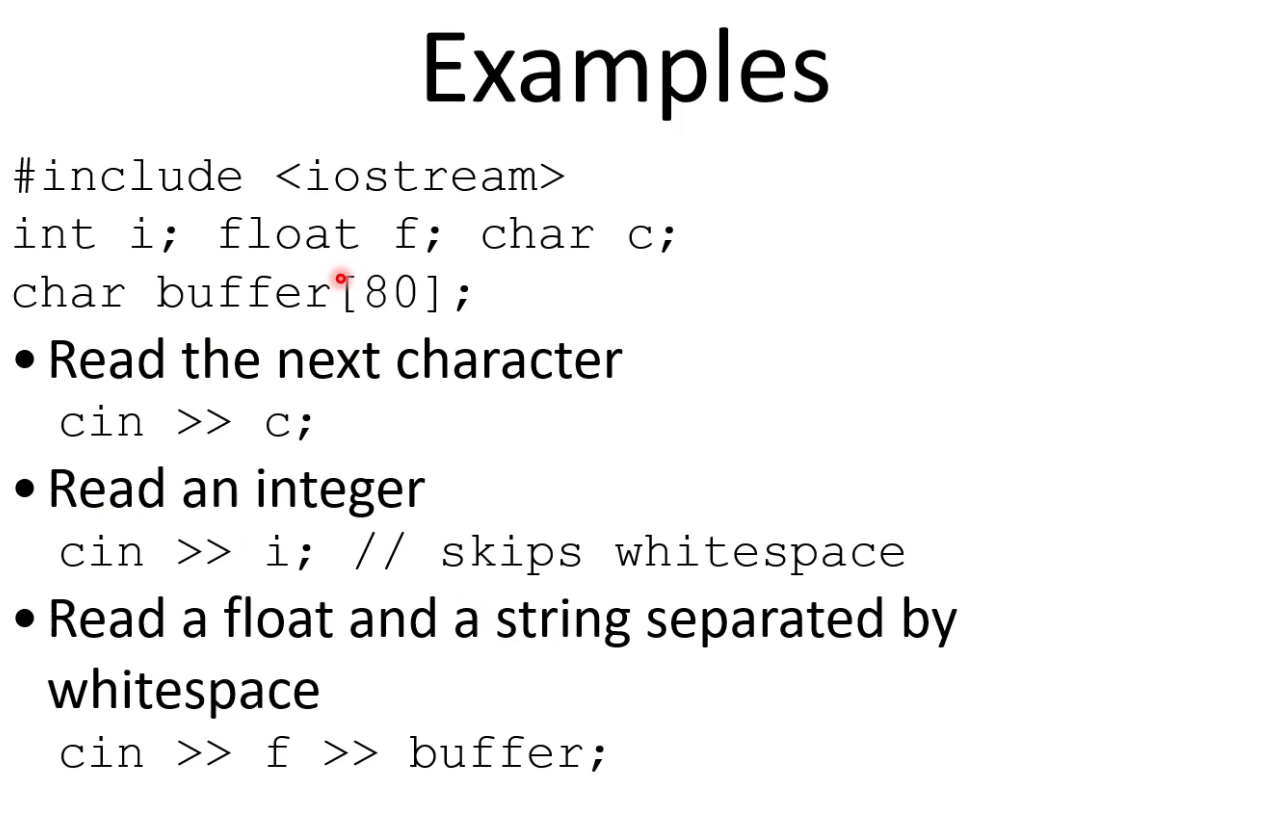 Examples
#include <iostream>
int i; float f; char c;
char buffer[80];
• Read the next character
cin >> c;
• Read an integer
cin >> i; // skips whitespace
• Read a float and a string separated by
whitespace
cin >> f >> buffer;